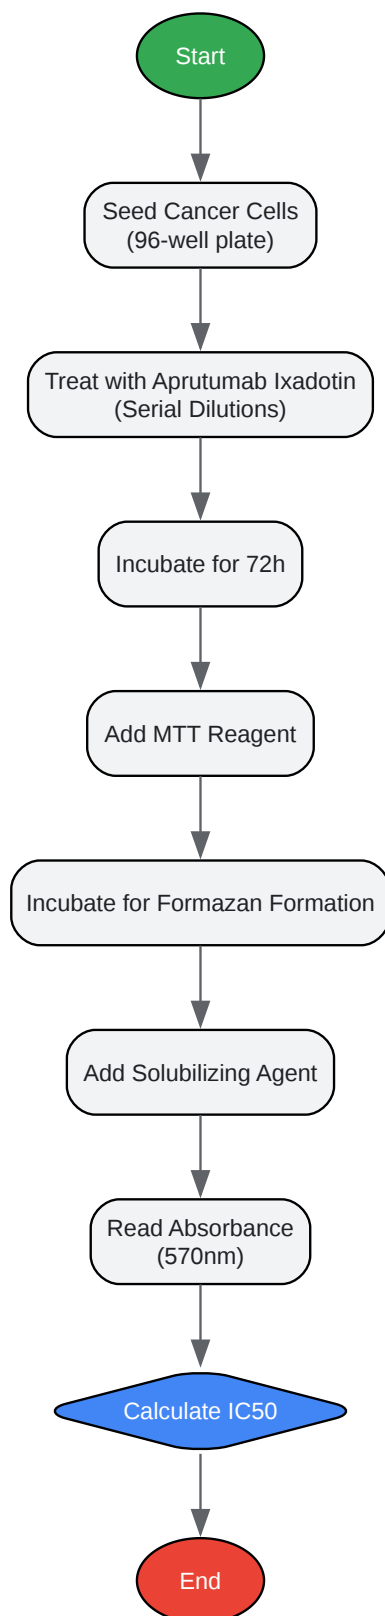 Start
Seed Cancer Cells
(96-well plate)
Treat with Aprutumab Ixadotin
(Serial Dilutions)
Incubate for 72h
Add MTT Reagent
Incubate for Formazan Formation
Add Solubilizing Agent
Read Absorbance
(570nm)
Calculate IC50
End